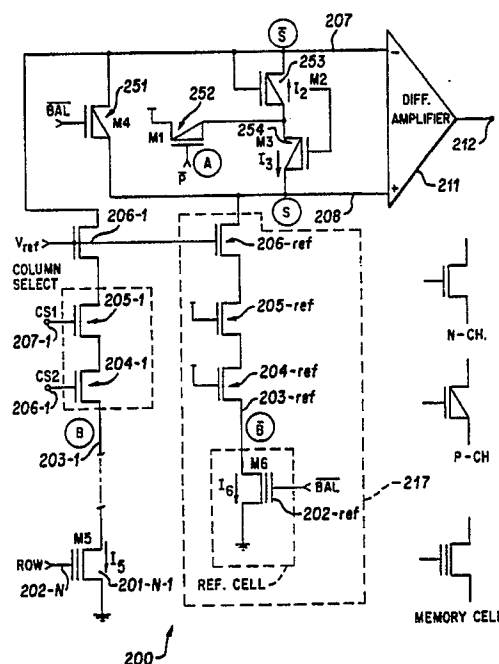 S̅ 207
253
251
252
I2
M2
B̅A̅L̅
M4
M1
254
M3
P̅
A
I3
DIFF.
AMPLIFIER
−
+
212
211
S
208
206-1
Vref
206-ref
COLUMN
SELECT
CS1
205-1
205-ref
207-1
CS2
204-1
204-ref
203-ref
206-1
B
203-1
B̅
N-CH.
P-CH
M6
I6
B̅A̅L̅
217
202-ref
REF. CELL
M5
ROW
I5
202-N
201-N-1
MEMORY CELL
200